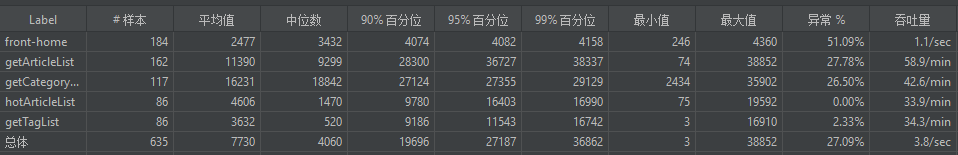 Label # 样本 平均值 中位数 90% 百分位 95% 百分位 99% 百分位 最小值 最大值 异常 % 吞吐量
front-home 184 2477 3432 4074 4082 4158 246 4360 51.09% 1.1/sec
getArticleList 162 11390 9299 28300 36727 38337 74 38852 27.78% 58.9/min
getCategory... 117 16231 18842 27124 27355 29129 2434 35902 26.50% 42.6/min
hotArticleList 86 4606 1470 9780 16403 16990 75 19592 0.00% 33.9/min
getTagList 86 3632 520 9186 11543 16742 3 16910 2.33% 34.3/min
总体 635 7730 4060 19696 27187 36862 3 38852 27.09% 3.8/sec